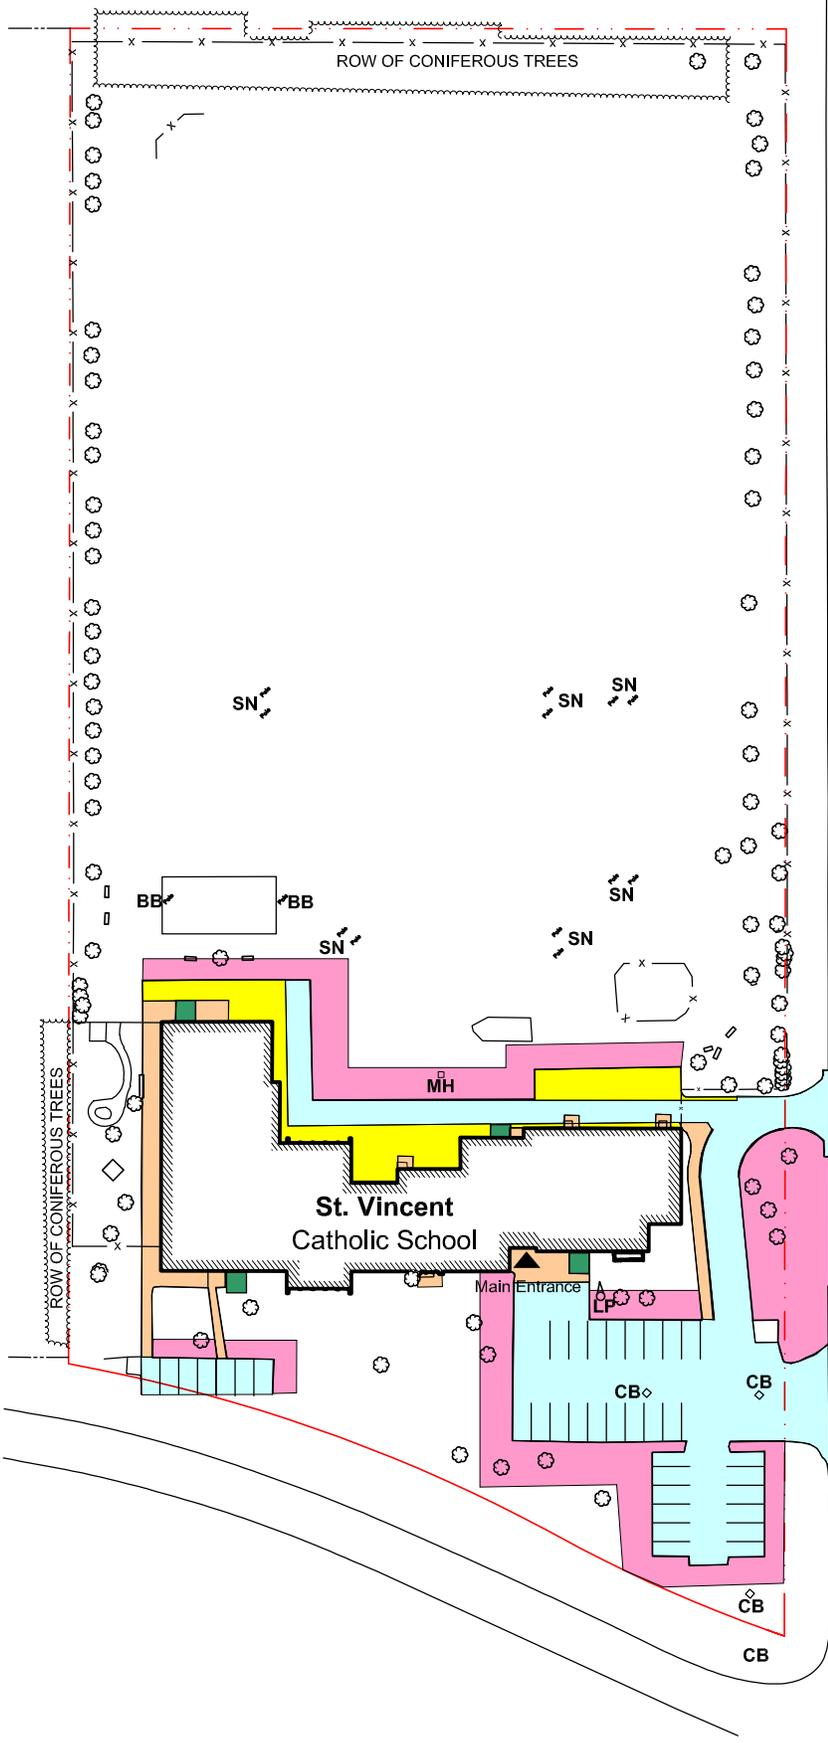 ROW OF CONIFEROUS TREES
SN
SN
SN
BB
BB
SN
SN
SN
MH
ROW OF CONIFEROUS TREES
St. Vincent
Catholic School
Main Entrance
LP
CB
CB
CB
CB